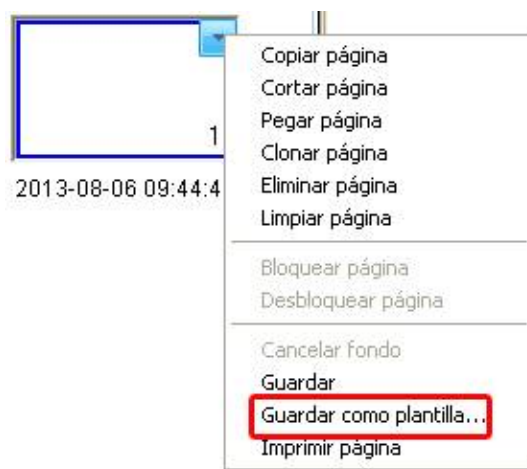 1
2013-08-06 09:44:4
Copiar página
Cortar página
Pegar página
Clonar página
Eliminar página
Limpiar página
Bloquear página
Desbloquear página
Cancelar fondo
Guardar
Guardar como plantilla...
Imprimir página